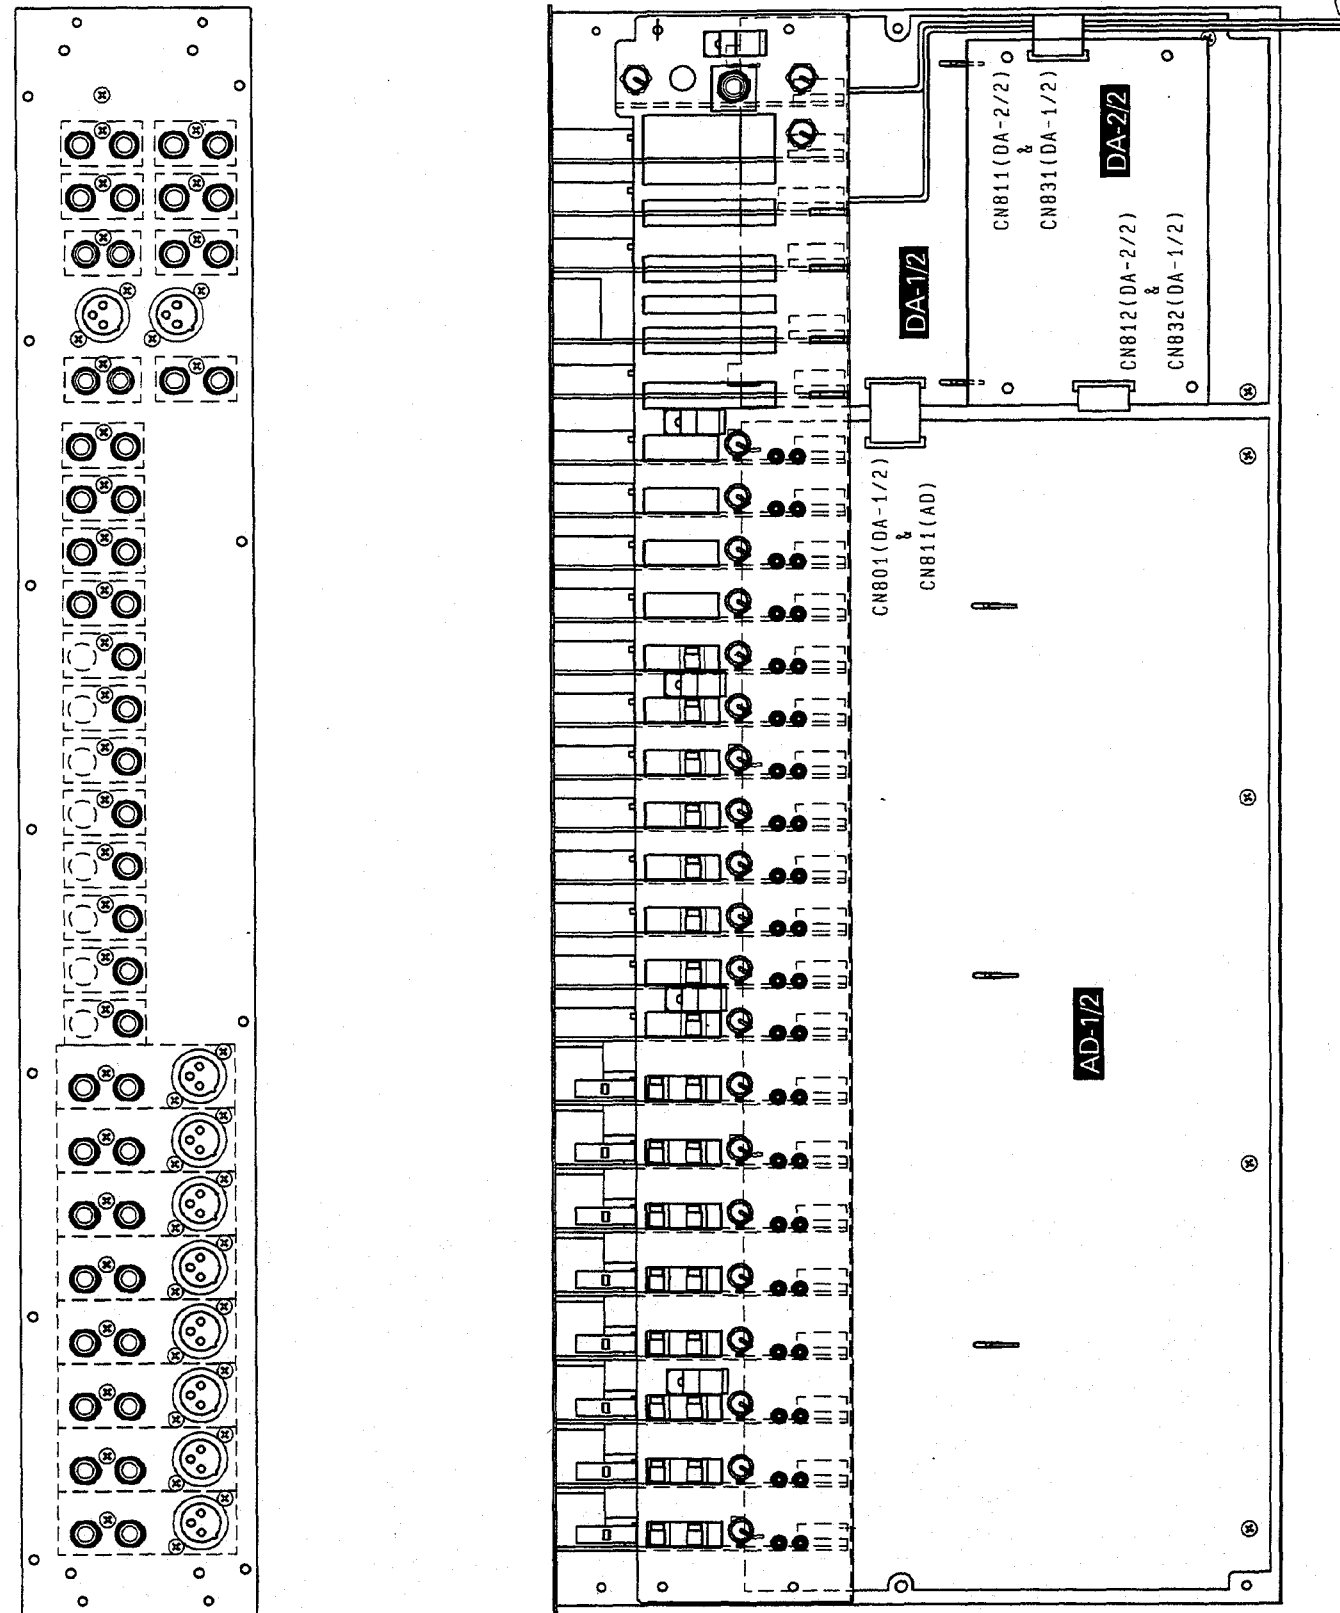 CN811(DA-2/2)
&
CN831(DA-1/2)
DA-2/2
CN812(DA-2/2)
&
CN832(DA-1/2)
DA-1/2
CN801(DA-1/2)
&
CN811(AD)
AD-1/2